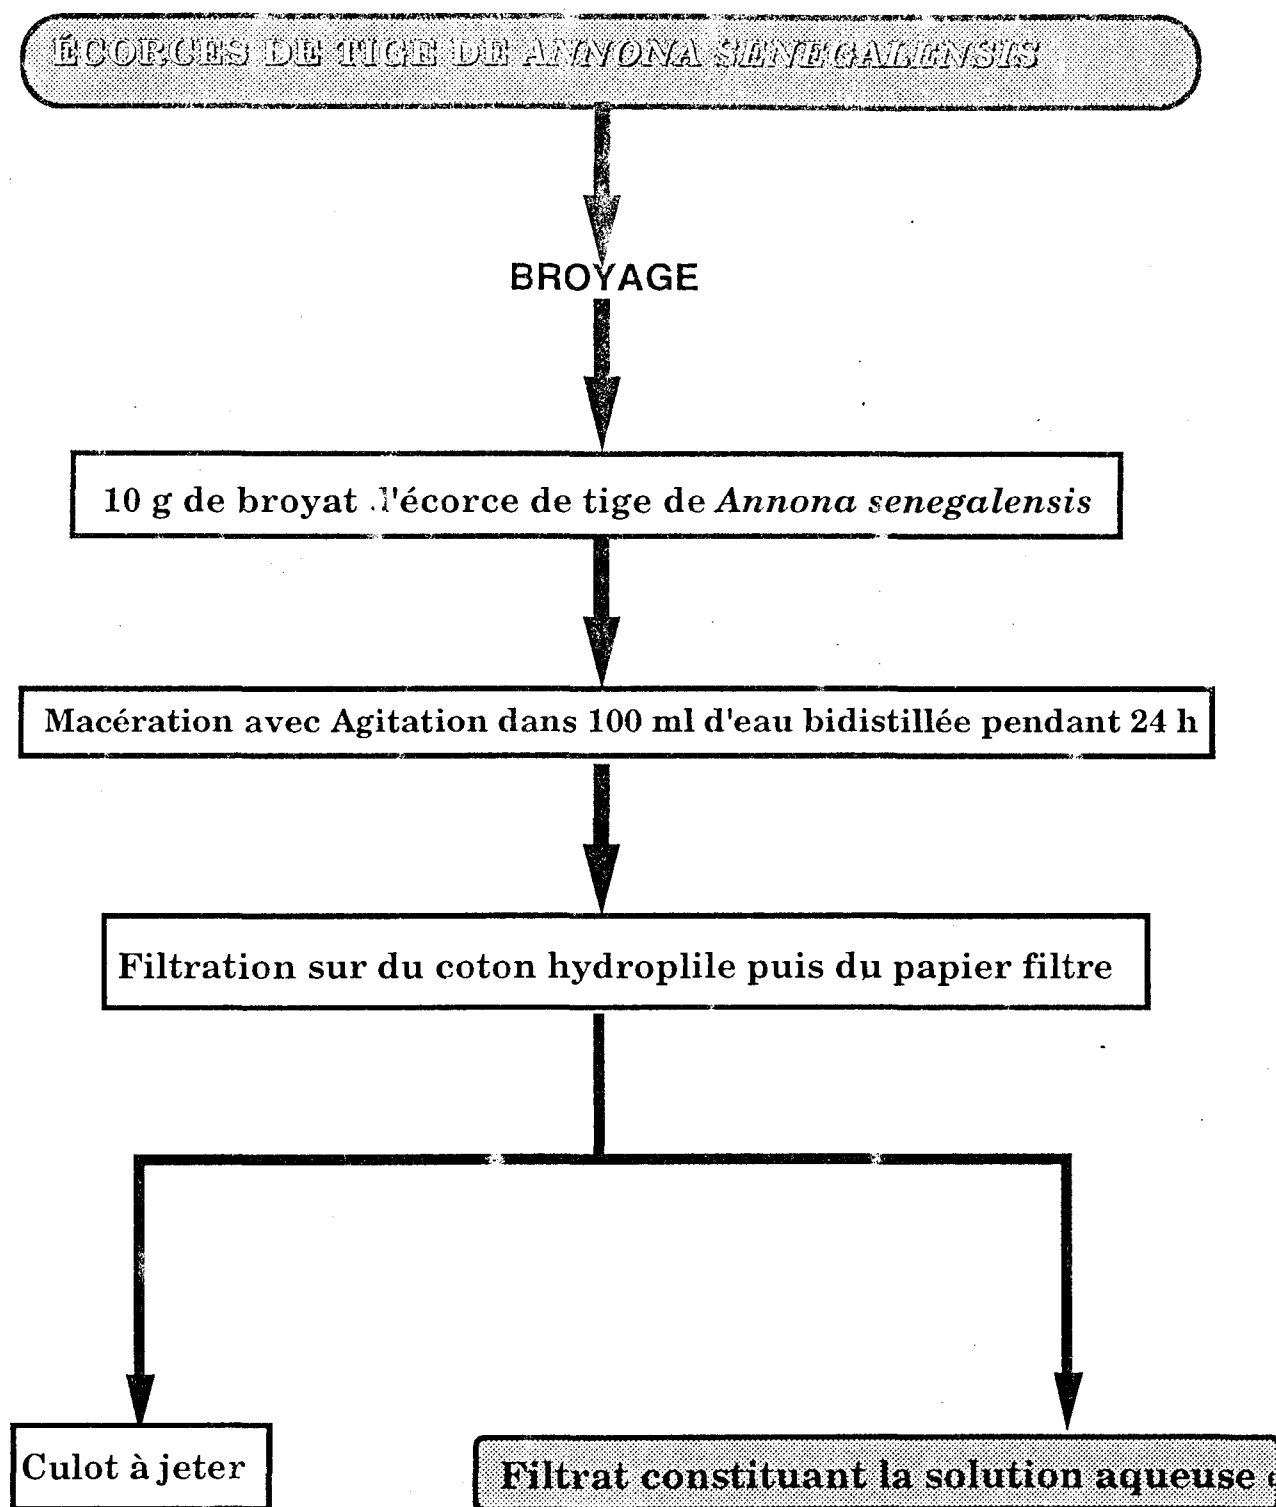 ÉCORCES DE TIGE DE ANNONA SENEGALENSIS
BROYAGE
10 g de broyat l'écorce de tige de Annona senegalensis
Macération avec Agitation dans 100 ml d'eau bidistillée pendant 24 h
Filtration sur du coton hydroplile puis du papier filtre
Culot à jeter
Filtrat constituant la solution aqueuse